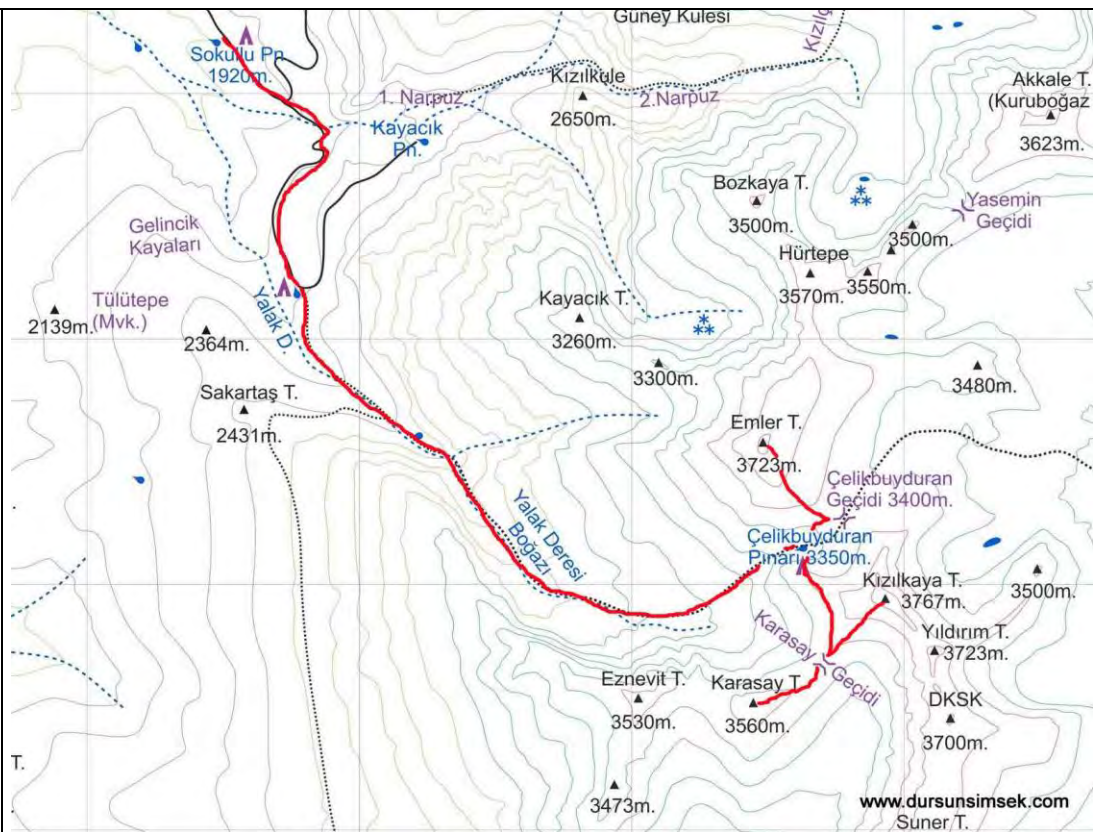 Güney Kulesi
Kızılç
Sokullu Pn.
1920m.
1. Narpuz
Kızılkule
2650m.
2.Narpuz
Akkale T.
(Kuruboğaz
3623m.
Kayacık
Pn.
Bozkaya T.
3500m.
Yasemin
Geçidi
3500m.
Gelincik
Kayaları
Hürtepe
3570m.
3550m.
Tülütepe
(Mvk.)
2139m.
Yalak D.
Kayacık T.
3260m.
2364m.
3300m.
3480m.
Sakartaş T.
2431m.
Emler T.
3723m.
Çelikbuyduran
Geçidi 3400m.
Yalak Deresi
Boğazı
Çelikbuyduran
Pınarı 3350m.
Kızılkaya T.
3767m.
3500m.
Yıldırım T.
3723m.
Karasay
Geçidi
Eznevit T.
3530m.
Karasay T.
3560m.
DKSK
3700m.
T.
3473m.
www.dursunsimsek.com
Suner T.